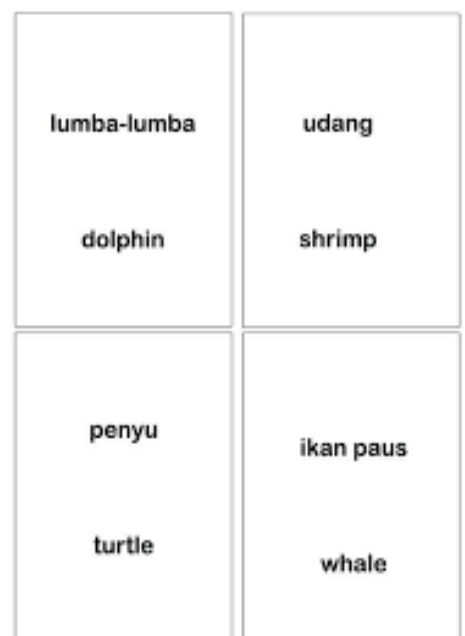 lumba-lumba
dolphin
udang
shrimp
penyu
turtle
ikan paus
whale